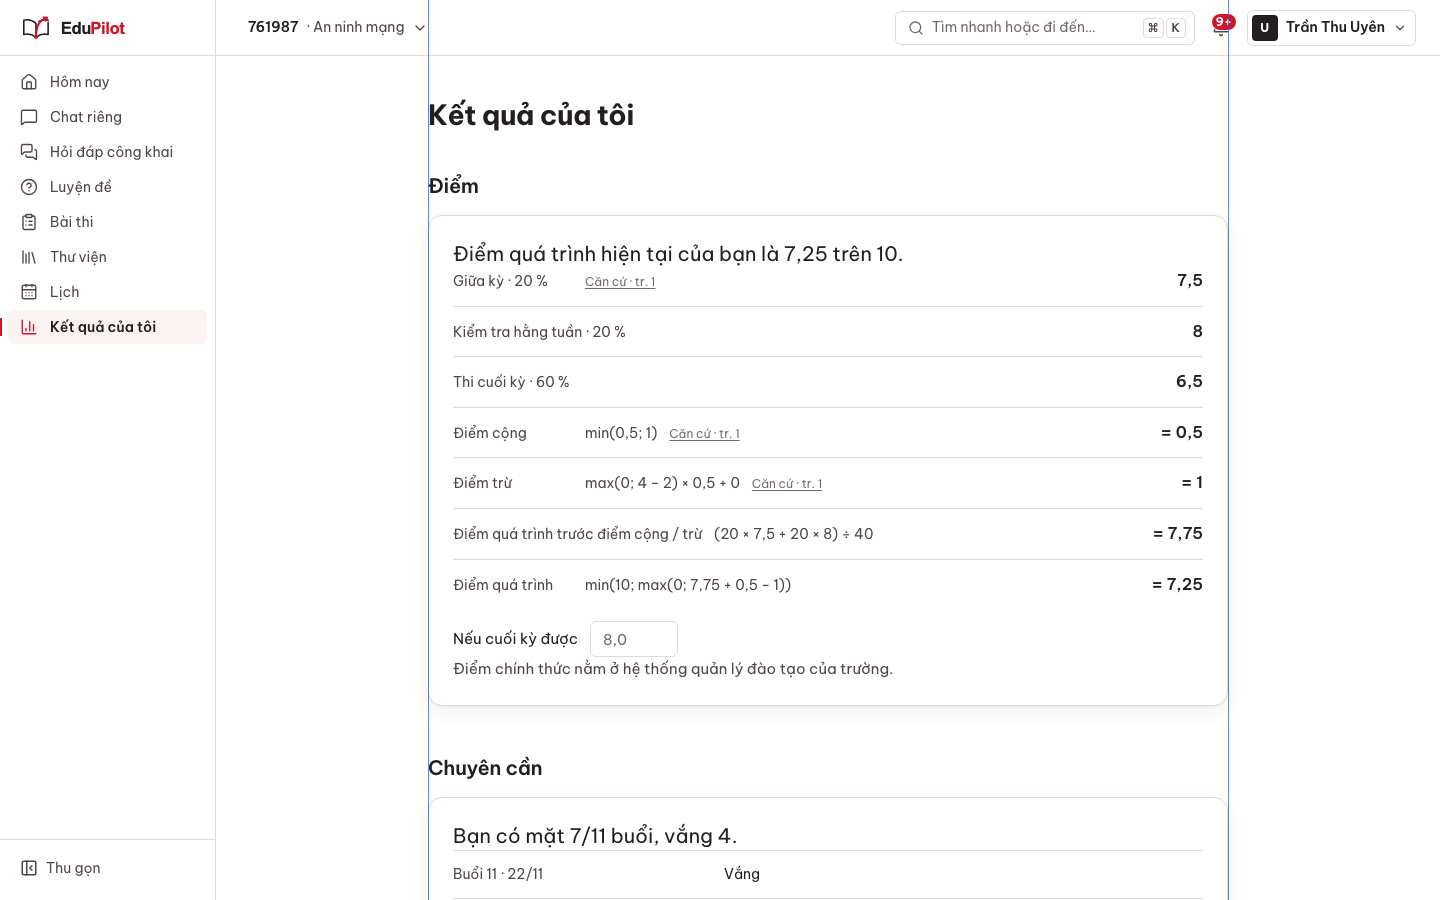 EduPilot
761987 · An ninh mạng
Tìm nhanh hoặc đi đến...
⌘ K
9+
U Trần Thu Uyên
Hôm nay
Chat riêng
Hỏi đáp công khai
Luyện đề
Bài thi
Thư viện
Lịch
Kết quả của tôi
Thu gọn
Kết quả của tôi
Điểm
Điểm quá trình hiện tại của bạn là 7,25 trên 10.
Giữa kỳ · 20 % Căn cứ · tr. 1 7,5
Kiểm tra hằng tuần · 20 % 8
Thi cuối kỳ · 60 % 6,5
Điểm cộng min(0,5; 1) Căn cứ · tr. 1 = 0,5
Điểm trừ max(0; 4 − 2) × 0,5 + 0 Căn cứ · tr. 1 = 1
Điểm quá trình trước điểm cộng / trừ (20 × 7,5 + 20 × 8) ÷ 40 = 7,75
Điểm quá trình min(10; max(0; 7,75 + 0,5 − 1)) = 7,25
Nếu cuối kỳ được 8,0
Điểm chính thức nằm ở hệ thống quản lý đào tạo của trường.
Chuyên cần
Bạn có mặt 7/11 buổi, vắng 4.
Buổi 11 · 22/11 Vắng